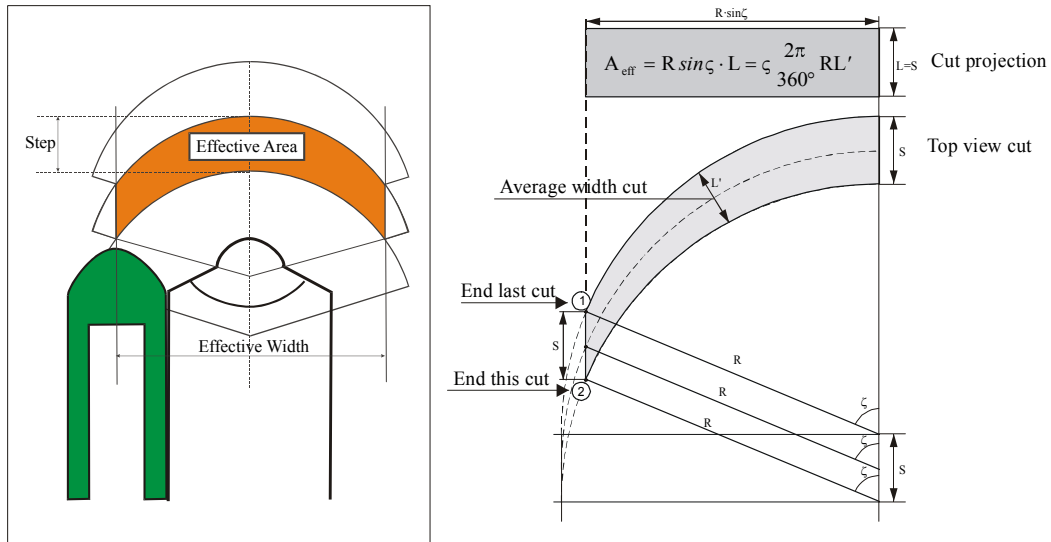 Step
Effective Area
Effective Width
R·sinζ
A_eff = R sinς · L = ς 2π/360° RL′
L=S
Cut projection
S
Top view cut
Average width cut
L'
End last cut
1
S
End this cut
2
R
R
R
ζ
ζ
ζ
S